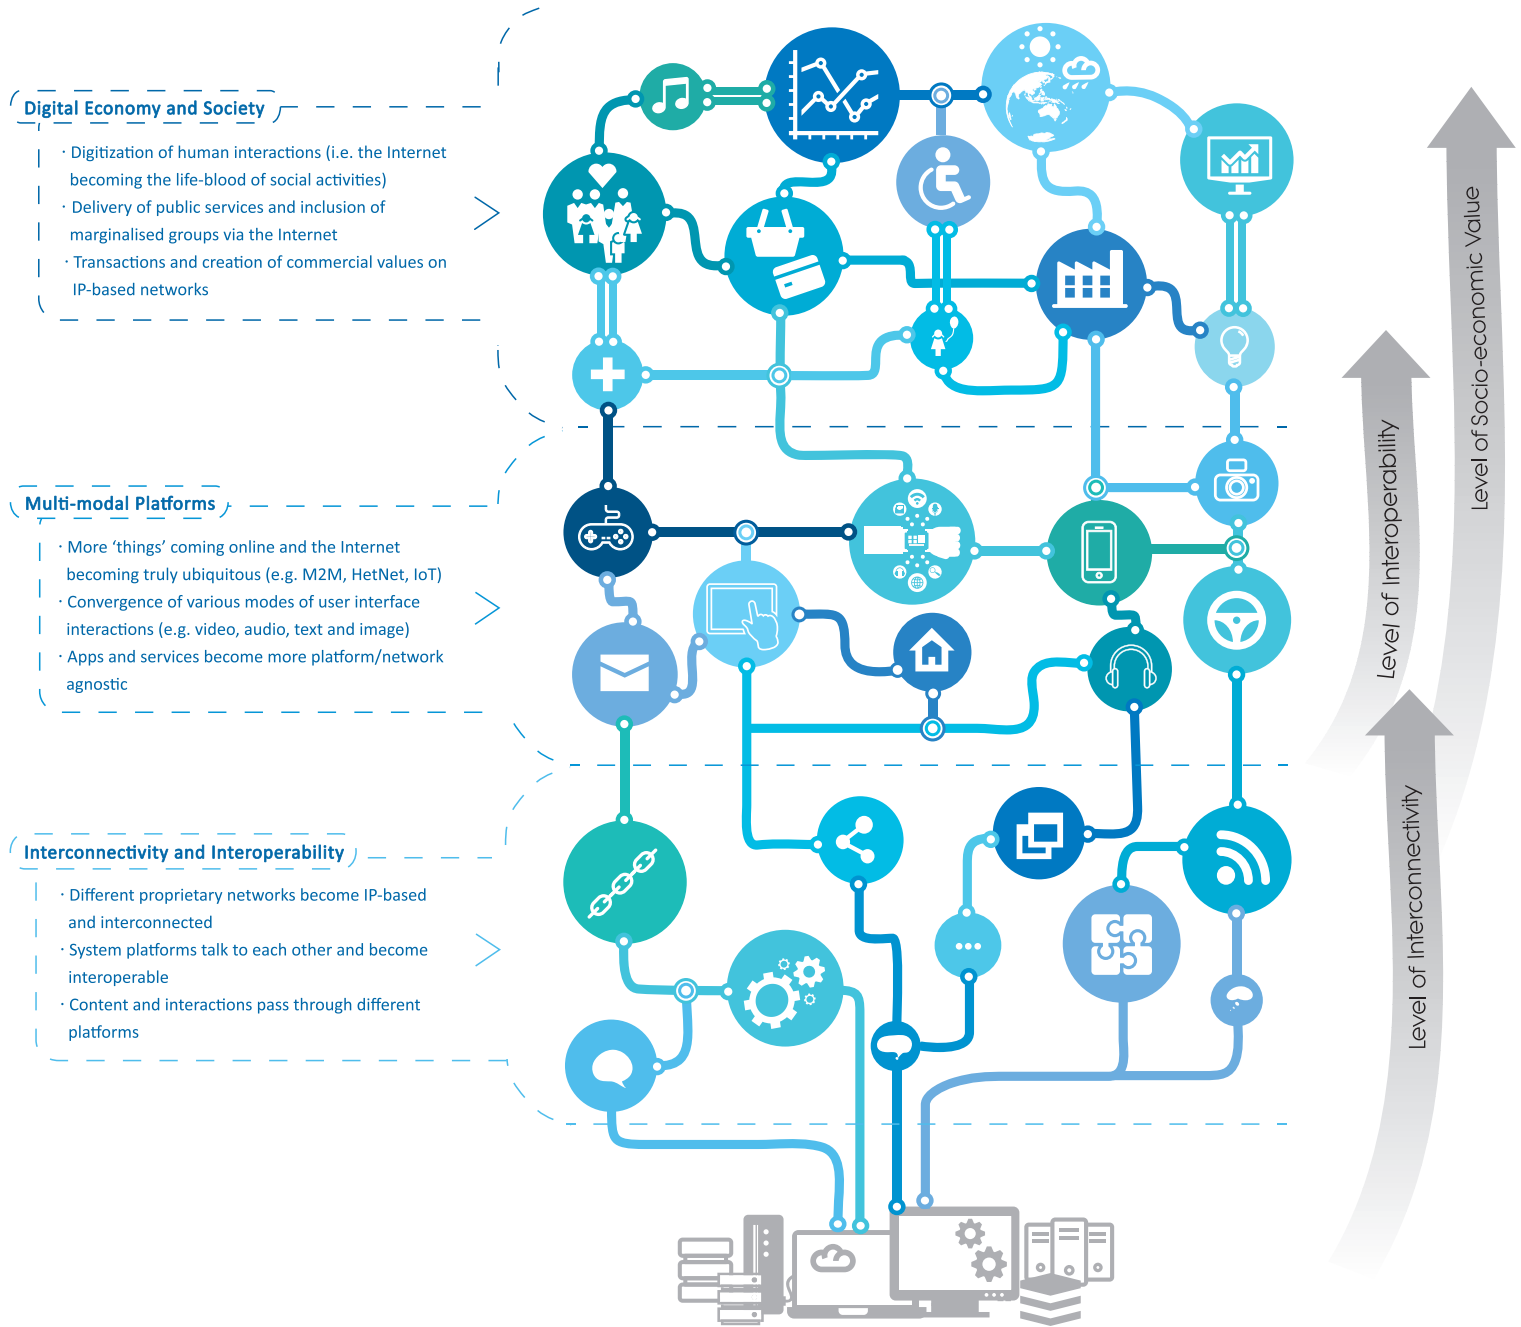 Digital Economy and Society
· Digitization of human interactions (i.e. the Internet
becoming the life-blood of social activities)
· Delivery of public services and inclusion of
marginalised groups via the Internet
· Transactions and creation of commercial values on
IP-based networks
Multi-modal Platforms
· More ‘things’ coming online and the Internet
becoming truly ubiquitous (e.g. M2M, HetNet, IoT)
· Convergence of various modes of user interface
interactions (e.g. video, audio, text and image)
· Apps and services become more platform/network
agnostic
Interconnectivity and Interoperability
· Different proprietary networks become IP-based
and interconnected
· System platforms talk to each other and become
interoperable
· Content and interactions pass through different
platforms
Level of Interconnectivity
Level of Interoperability
Level of Socio-economic Value